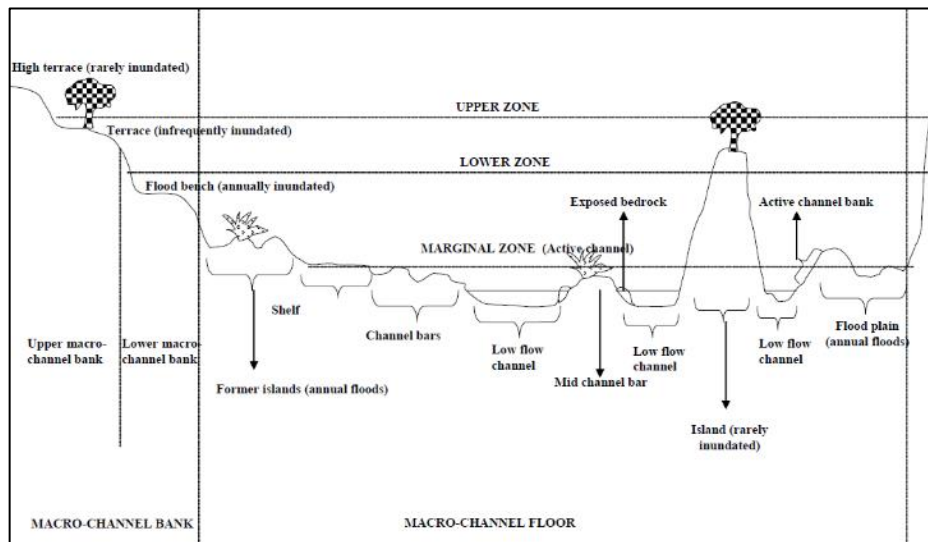 High terrace (rarely inundated)
UPPER ZONE
Terrace (infrequently inundated)
LOWER ZONE
Flood bench (annually inundated)
Exposed bedrock
Active channel bank
MARGINAL ZONE (Active channel)
Shelf
Channel bars
Upper macro-
channel bank
Lower macro-
channel bank
Low flow
channel
Low flow
channel
Low flow
channel
Flood plain
(annual floods)
Former islands (annual floods)
Mid channel bar
Island (rarely
inundated)
MACRO-CHANNEL BANK
MACRO-CHANNEL FLOOR